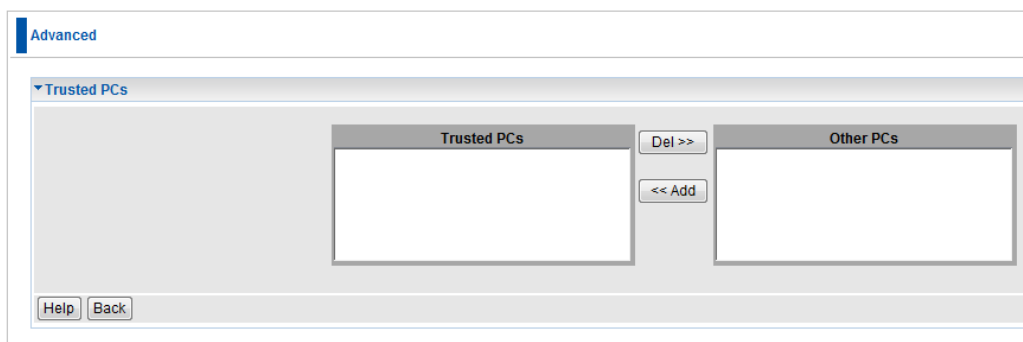 Advanced
Trusted PCs
Trusted PCs
Del >>
Other PCs
<< Add
Help Back